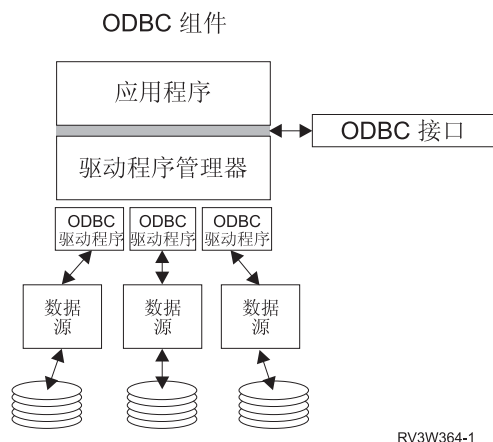 ODBC 组件
应用程序
ODBC 接口
驱动程序管理器
ODBC
驱动程序
ODBC
驱动程序
ODBC
驱动程序
数据
源
数据
源
数据
源
RV3W364-1